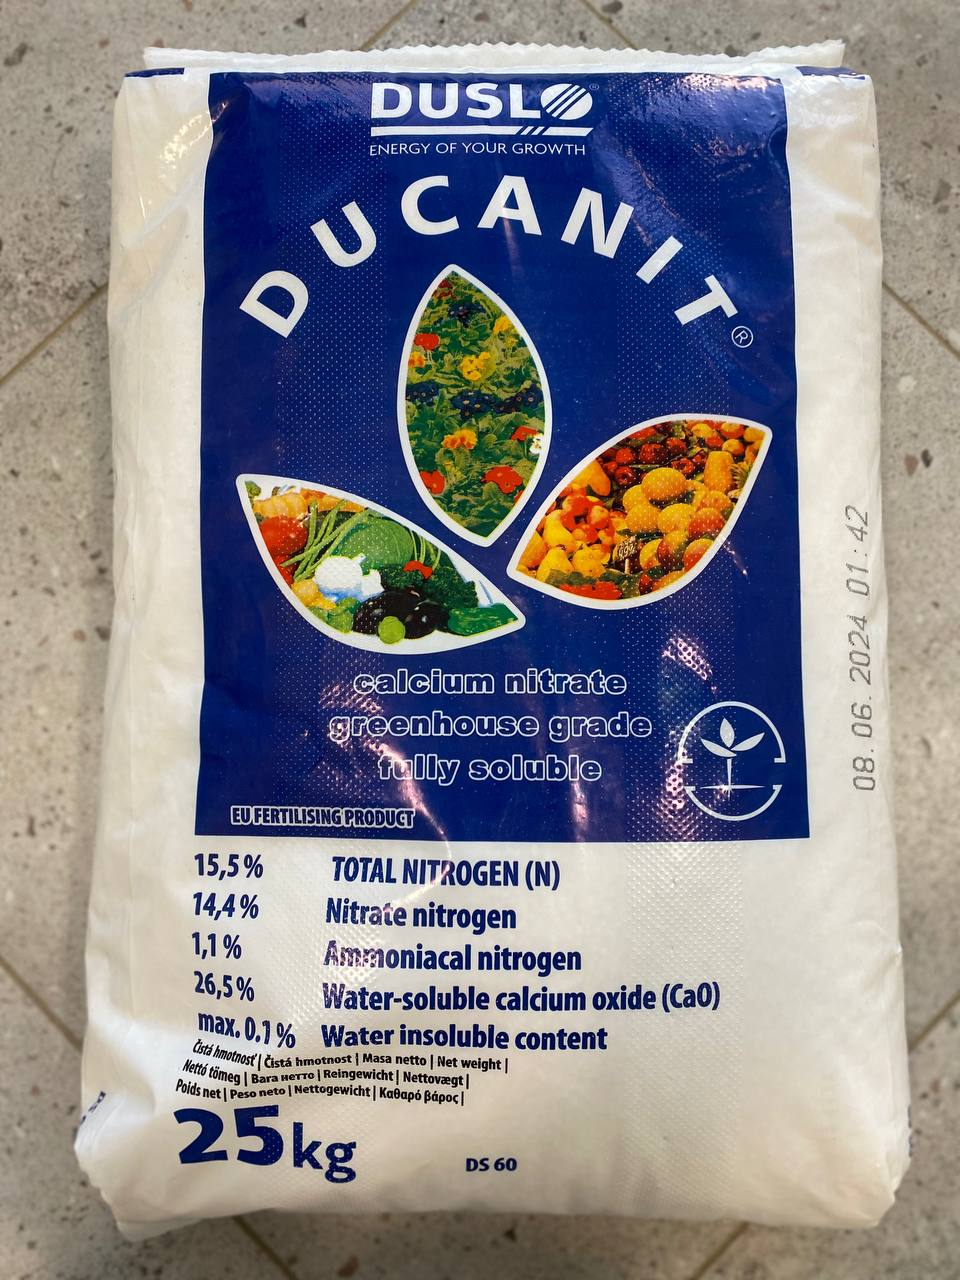 DUSLO®
ENERGY OF YOUR GROWTH
DUCANIT®
calcium nitrate
greenhouse grade
fully soluble
EU FERTILISING PRODUCT
15,5% TOTAL NITROGEN (N)
14,4% Nitrate nitrogen
1,1% Ammoniacal nitrogen
26,5% Water-soluble calcium oxide (CaO)
max. 0.1% Water insoluble content
Čistá hmotnosť | Čistá hmotnost | Masa netto | Net weight |
Nettó tömeg | Вага нетто | Reingewicht | Nettovægt |
Poids net | Peso neto | Nettogewicht | Καθαρό βάρος |
25kg
DS 60
08. 06. 2024 01:42